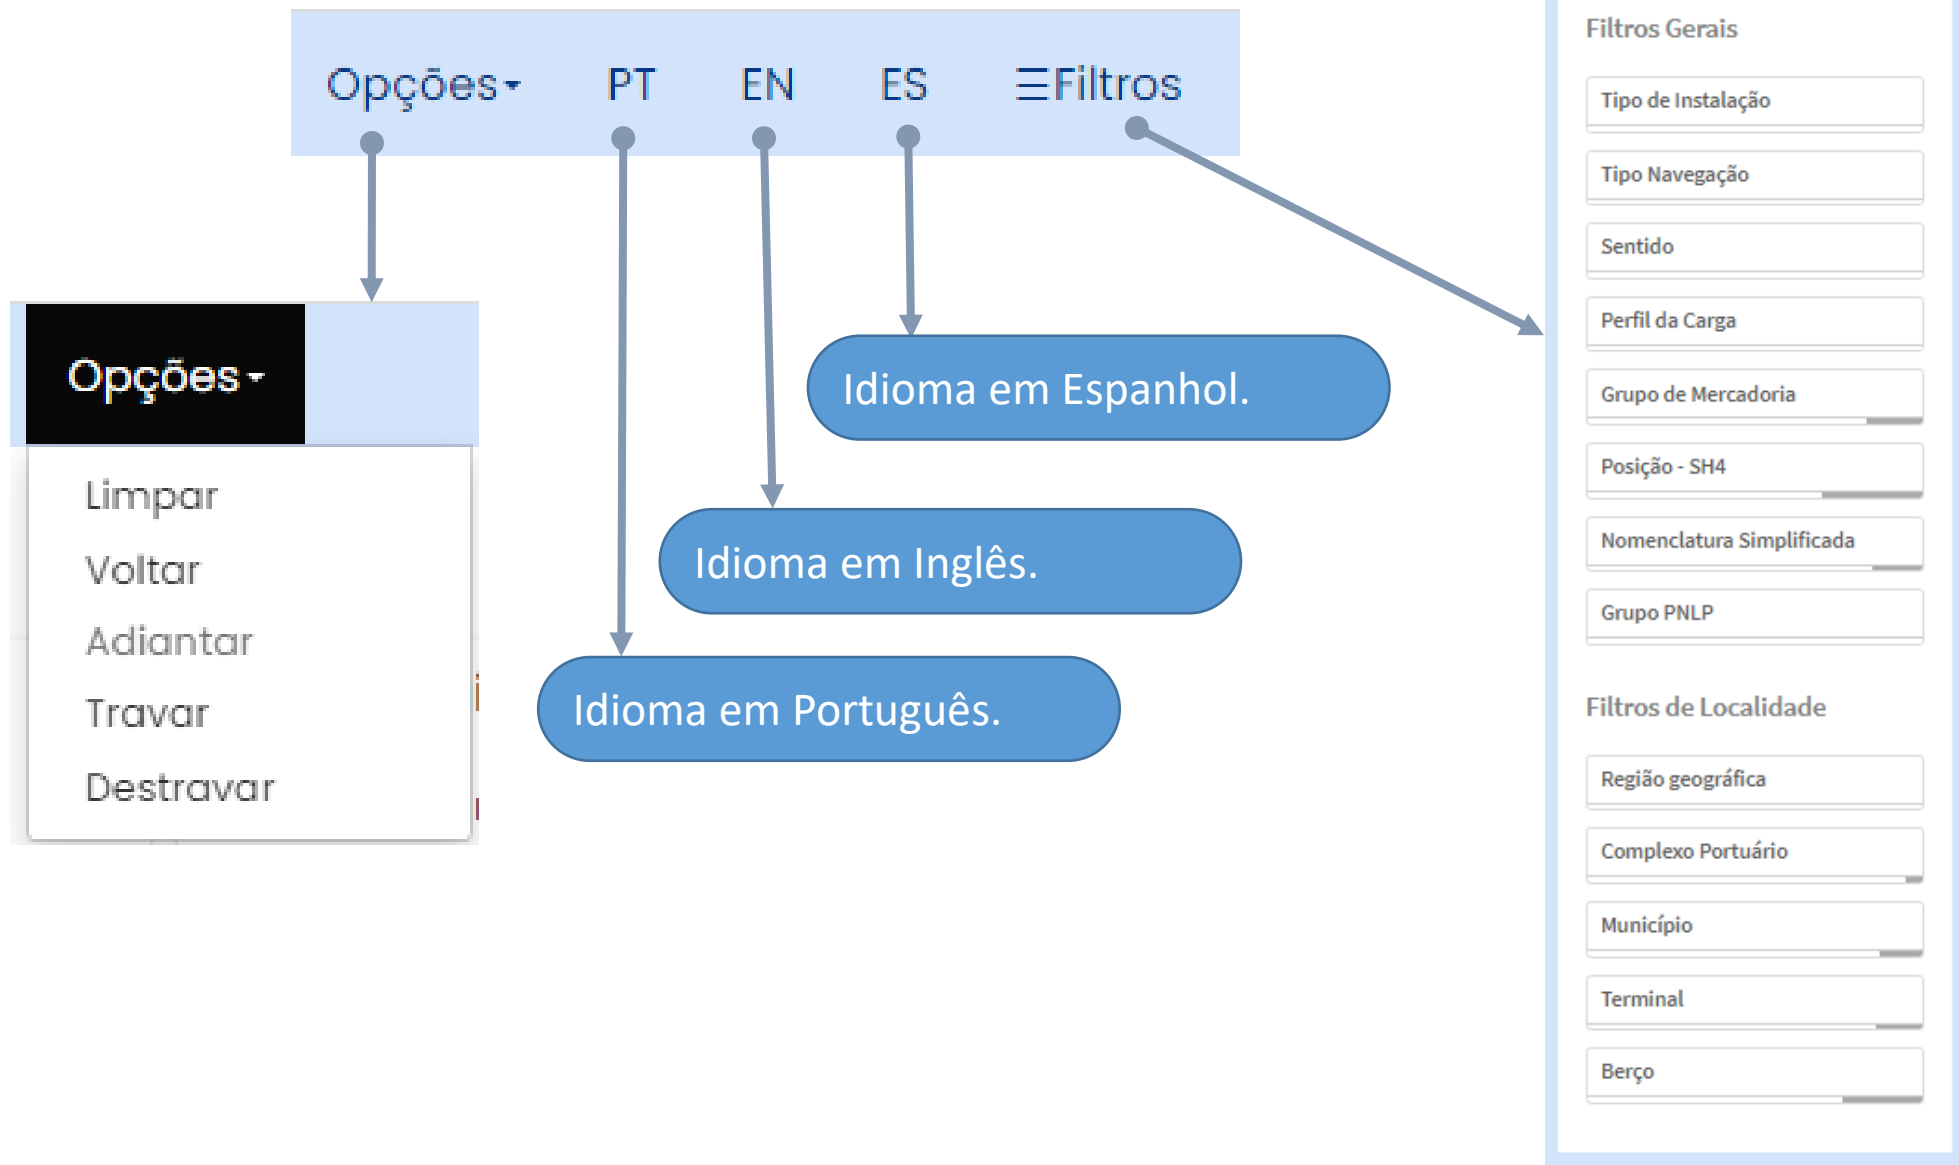 Opções PT EN ES ☰Filtros
Opções
Limpar
Voltar
Adiantar
Travar
Destravar
Idioma em Espanhol.
Idioma em Inglês.
Idioma em Português.
Filtros Gerais
Tipo de Instalação
Tipo Navegação
Sentido
Perfil da Carga
Grupo de Mercadoria
Posição - SH4
Nomenclatura Simplificada
Grupo PNLP
Filtros de Localidade
Região geográfica
Complexo Portuário
Município
Terminal
Berço